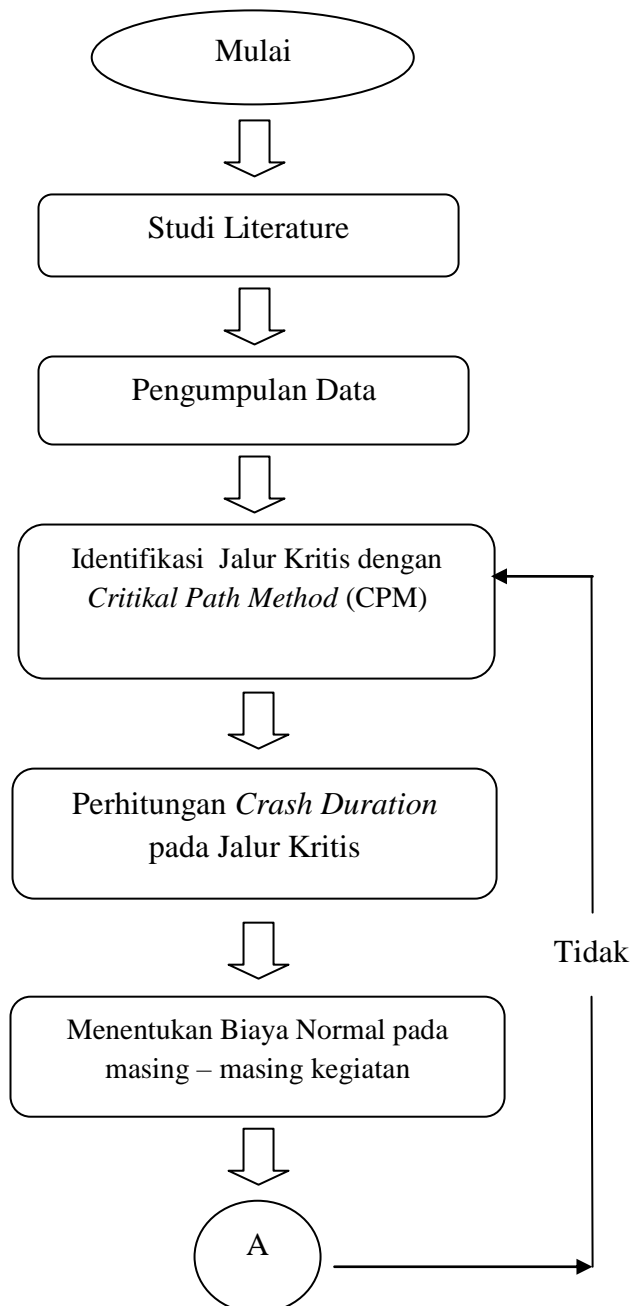 Mulai
Studi Literature
Pengumpulan Data
Identifikasi Jalur Kritis dengan
Critikal Path Method (CPM)
Perhitungan Crash Duration
pada Jalur Kritis
Tidak
Menentukan Biaya Normal pada
masing – masing kegiatan
A